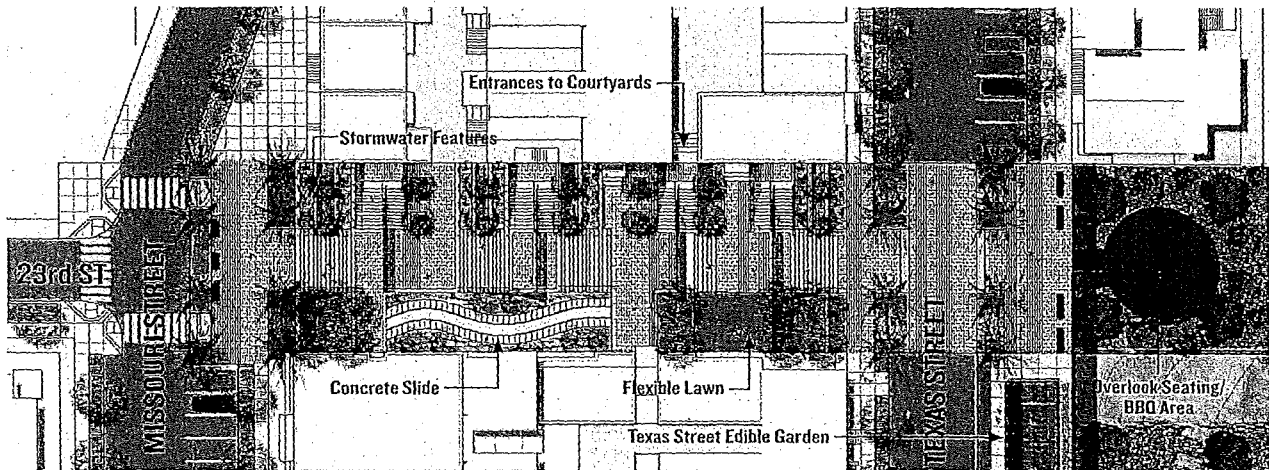 Entrances to Courtyards
Stormwater Features
23rd ST
MISSOURI STREET
TEXAS STREET
Concrete Slide
Flexible Lawn
Overlook Seating/
BBQ Area
Texas Street Edible Garden